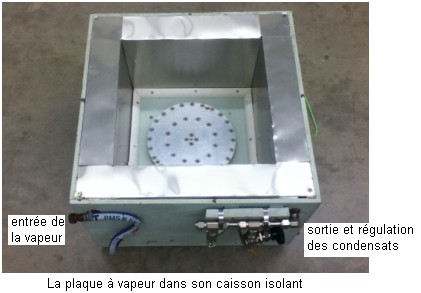 entrée de
la vapeur
sortie et régulation
des condensats
La plaque à vapeur dans son caisson isolant